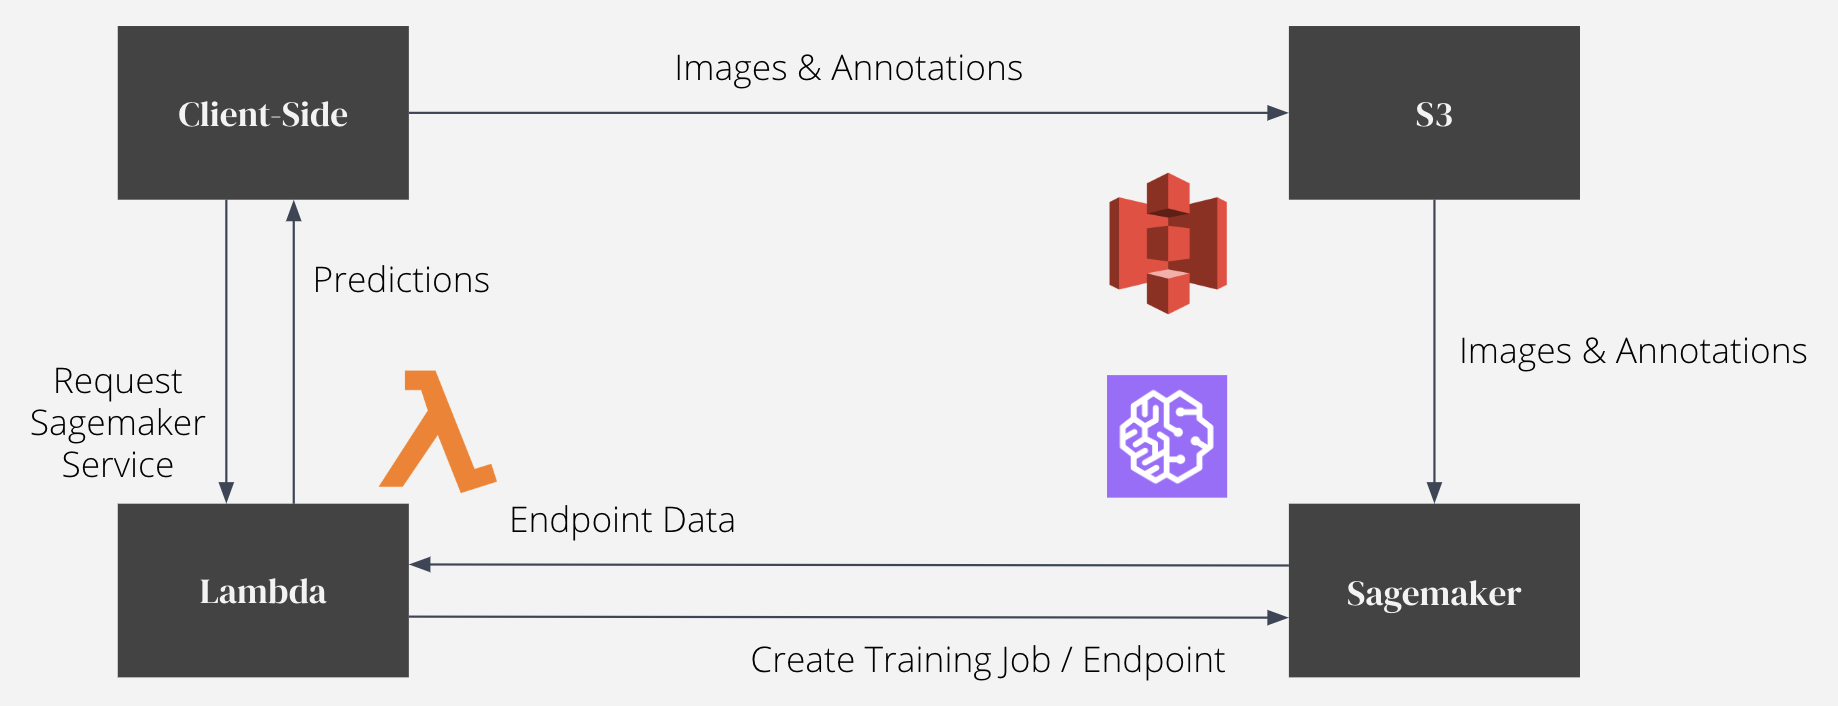 Client-Side
Images & Annotations
S3
Predictions
Request
Sagemaker
Service
Images & Annotations
Endpoint Data
Lambda
Sagemaker
Create Training Job / Endpoint